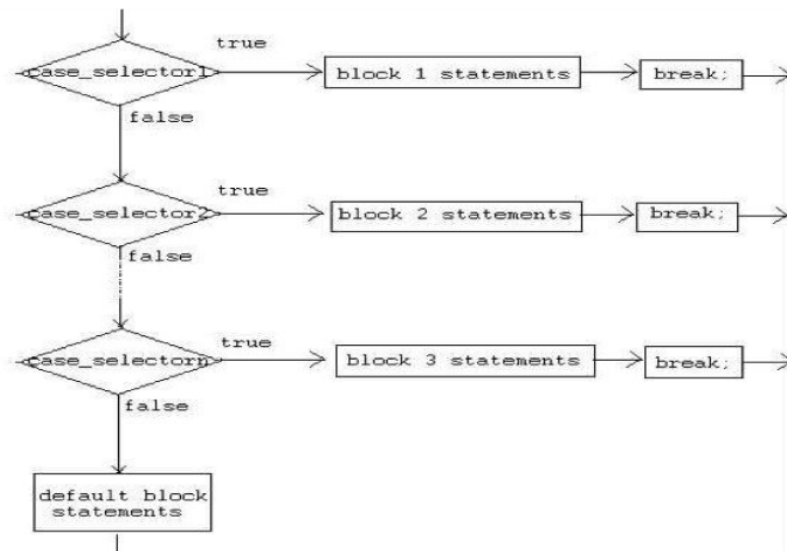 true
case_selector1
block 1 statements
break;
false
true
case_selector2
block 2 statements
break;
false
true
case_selectorn
block 3 statements
break;
false
default block
statements